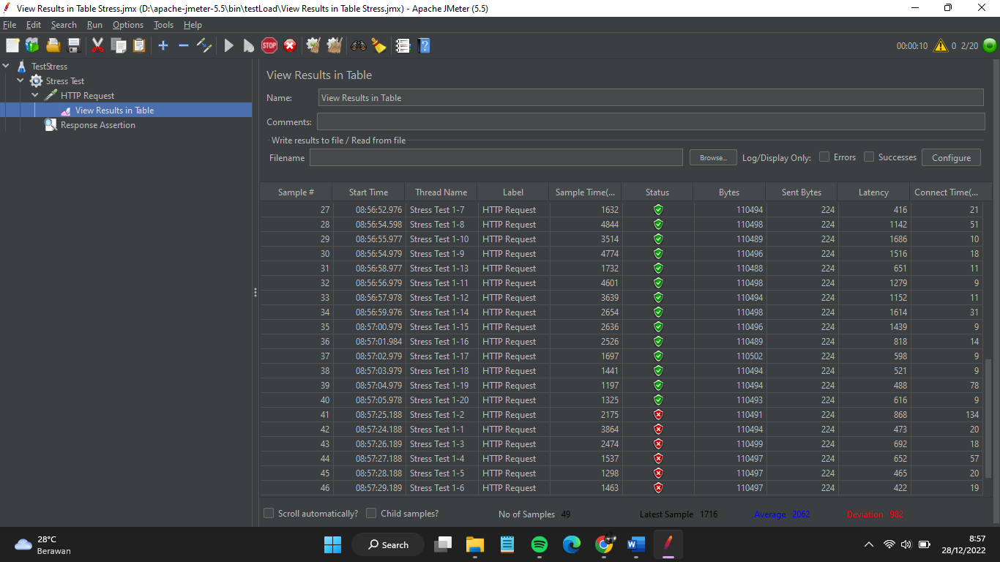 View Results in Table Stress.jmx (D:\apache-jmeter-5.5\bin\testLoad\View Results in Table Stress.jmx) - Apache JMeter (5.5)
File Edit Search Run Options Tools Help
STOP 00:00:10 0 2/20
TestStress
Stress Test
HTTP Request
View Results in Table
Response Assertion
View Results in Table
Name: View Results in Table
Comments:
Write results to file / Read from file
Filename Browse... Log/Display Only: Errors Successes Configure
Sample # Start Time Thread Name Label Sample Time(... Status Bytes Sent Bytes Latency Connect Time(...
27 08:56:52.976 Stress Test 1-7 HTTP Request 1632 110494 224 416 21
28 08:56:54.598 Stress Test 1-8 HTTP Request 4844 110498 224 1142 51
29 08:56:55.977 Stress Test 1-10 HTTP Request 3514 110489 224 1686 10
30 08:56:54.979 Stress Test 1-9 HTTP Request 4774 110496 224 1516 18
31 08:56:58.977 Stress Test 1-13 HTTP Request 1732 110488 224 651 11
32 08:56:56.979 Stress Test 1-11 HTTP Request 4601 110498 224 1279 9
33 08:56:57.978 Stress Test 1-12 HTTP Request 3639 110494 224 1152 11
34 08:56:59.976 Stress Test 1-14 HTTP Request 2654 110498 224 1614 31
35 08:57:00.979 Stress Test 1-15 HTTP Request 2636 110496 224 1439 9
36 08:57:01.984 Stress Test 1-16 HTTP Request 2526 110489 224 818 14
37 08:57:02.979 Stress Test 1-17 HTTP Request 1697 110502 224 598 9
38 08:57:03.979 Stress Test 1-18 HTTP Request 1441 110494 224 521 9
39 08:57:04.979 Stress Test 1-19 HTTP Request 1197 110494 224 488 78
40 08:57:05.978 Stress Test 1-20 HTTP Request 1325 110493 224 616 9
41 08:57:25.188 Stress Test 1-2 HTTP Request 2175 110491 224 868 134
42 08:57:24.188 Stress Test 1-1 HTTP Request 3864 110494 224 473 20
43 08:57:26.189 Stress Test 1-3 HTTP Request 2474 110499 224 692 18
44 08:57:27.188 Stress Test 1-4 HTTP Request 1537 110497 224 652 57
45 08:57:28.188 Stress Test 1-5 HTTP Request 1298 110497 224 465 20
46 08:57:29.189 Stress Test 1-6 HTTP Request 1463 110497 224 422 19
Scroll automatically? Child samples? No of Samples 49 Latest Sample 1716 Average 2062 Deviation 982
28°C
Berawan
Search
8:57
28/12/2022